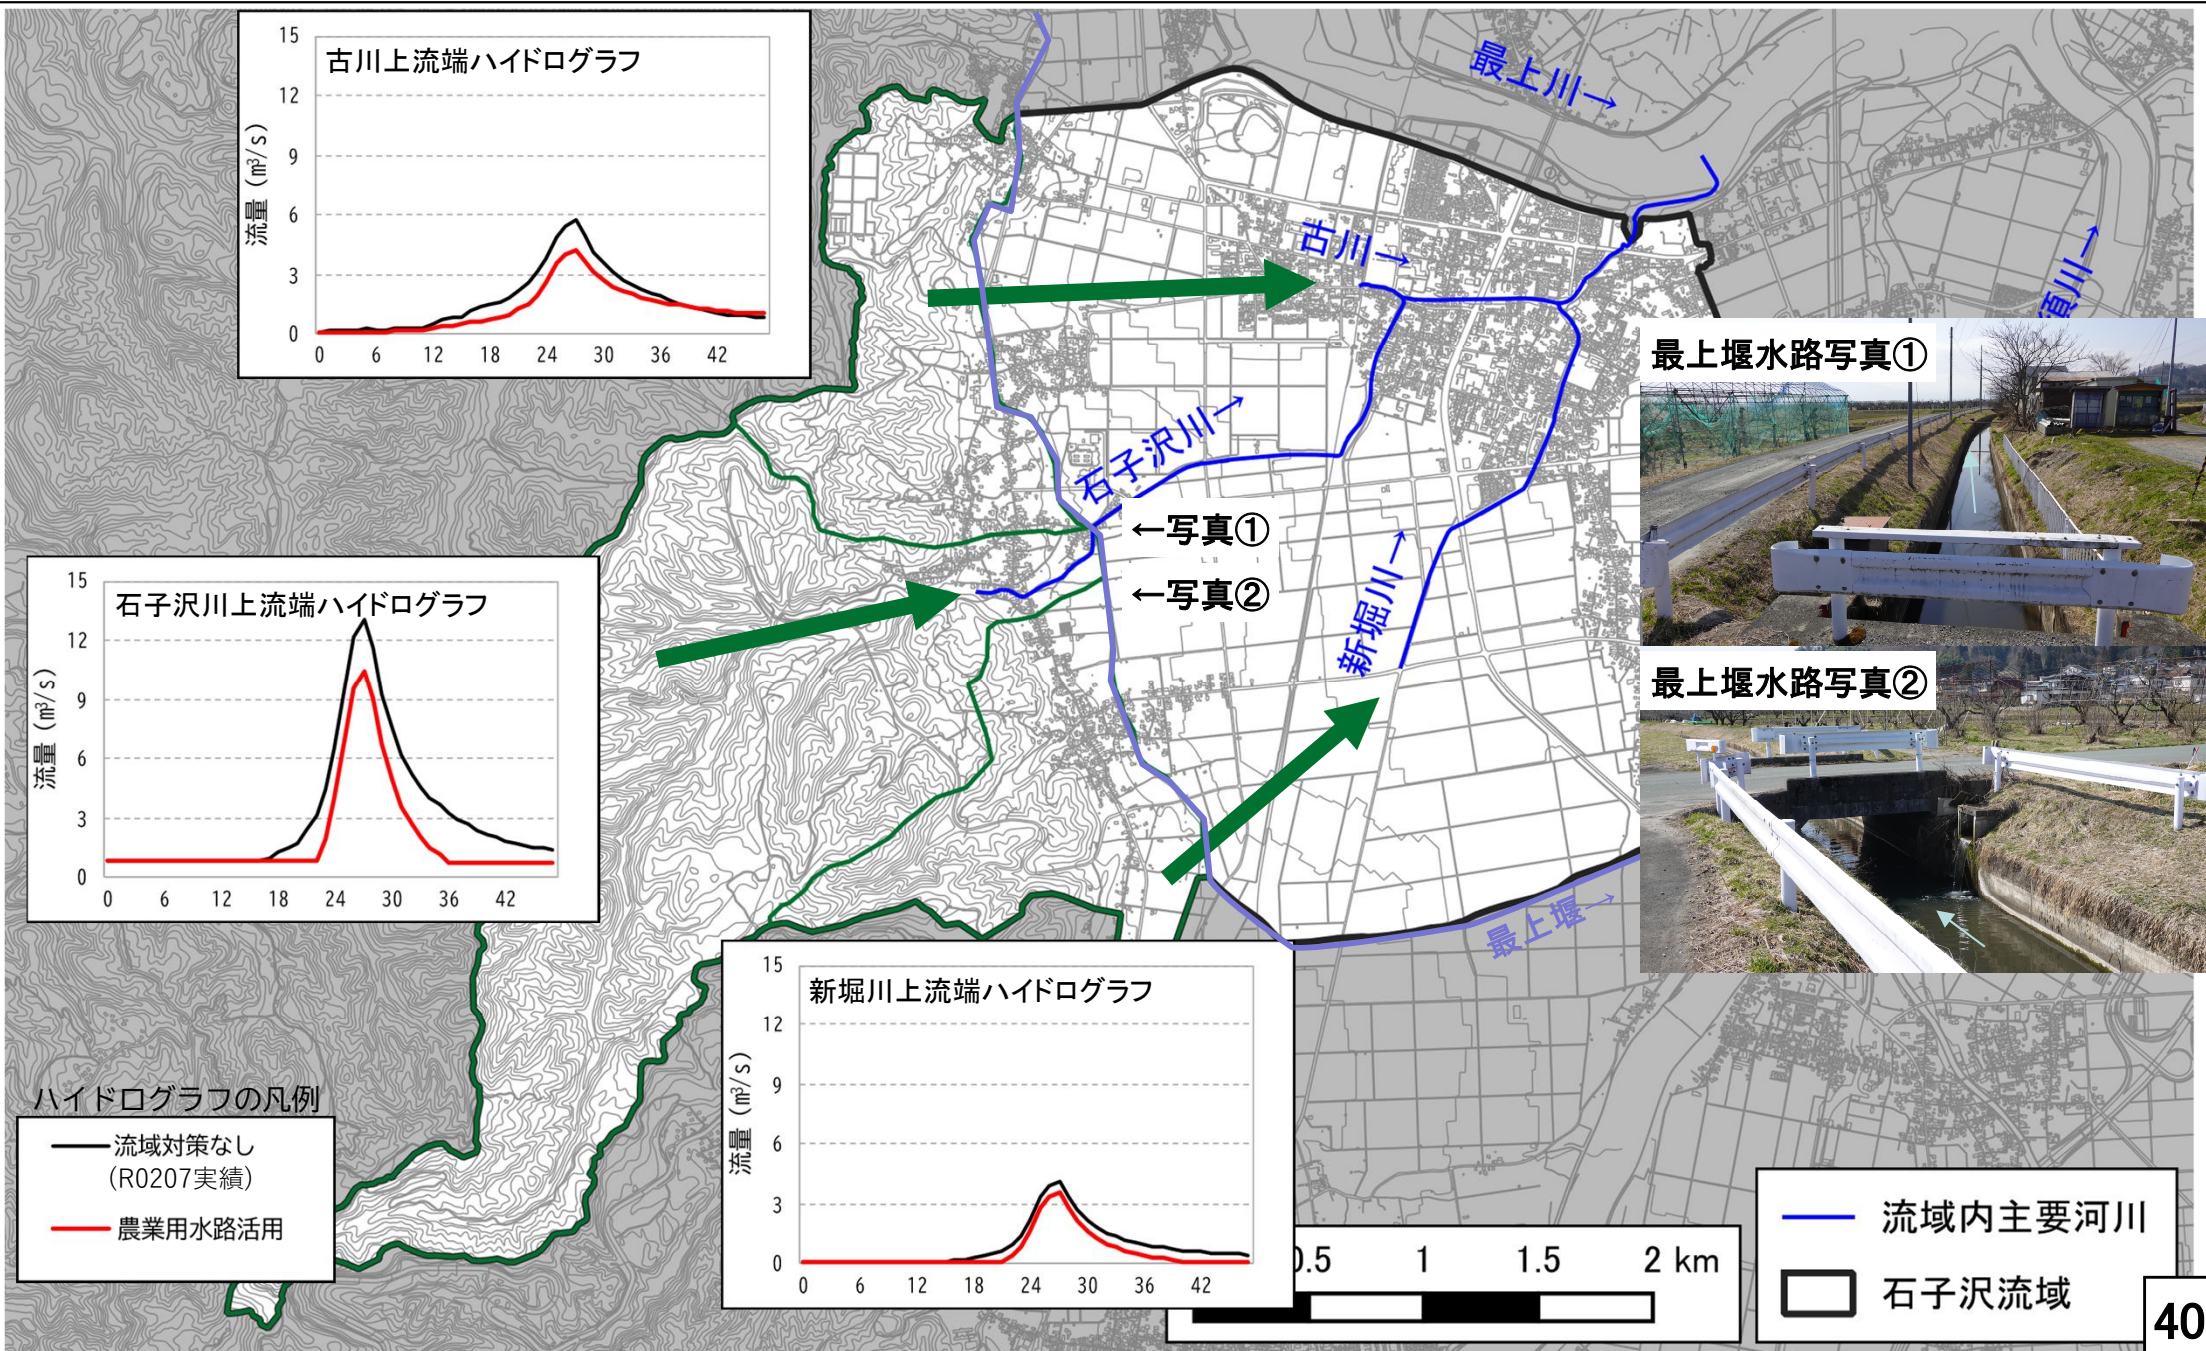 古川上流端ハイドログラフ
流量 (㎥/s)
15
12
9
6
3
0
0 6 12 18 24 30 36 42
最上川→
古川→
須川→
石子沢川→
新堀川→
最上堰→
←写真①
←写真②
最上堰水路写真①
最上堰水路写真②
石子沢川上流端ハイドログラフ
流量 (㎥/s)
15
12
9
6
3
0
0 6 12 18 24 30 36 42
新堀川上流端ハイドログラフ
流量 (㎥/s)
15
12
9
6
3
0
0 6 12 18 24 30 36 42
ハイドログラフの凡例
流域対策なし
(R0207実績)
農業用水路活用
0.5 1 1.5 2 km
流域内主要河川
石子沢流域
40